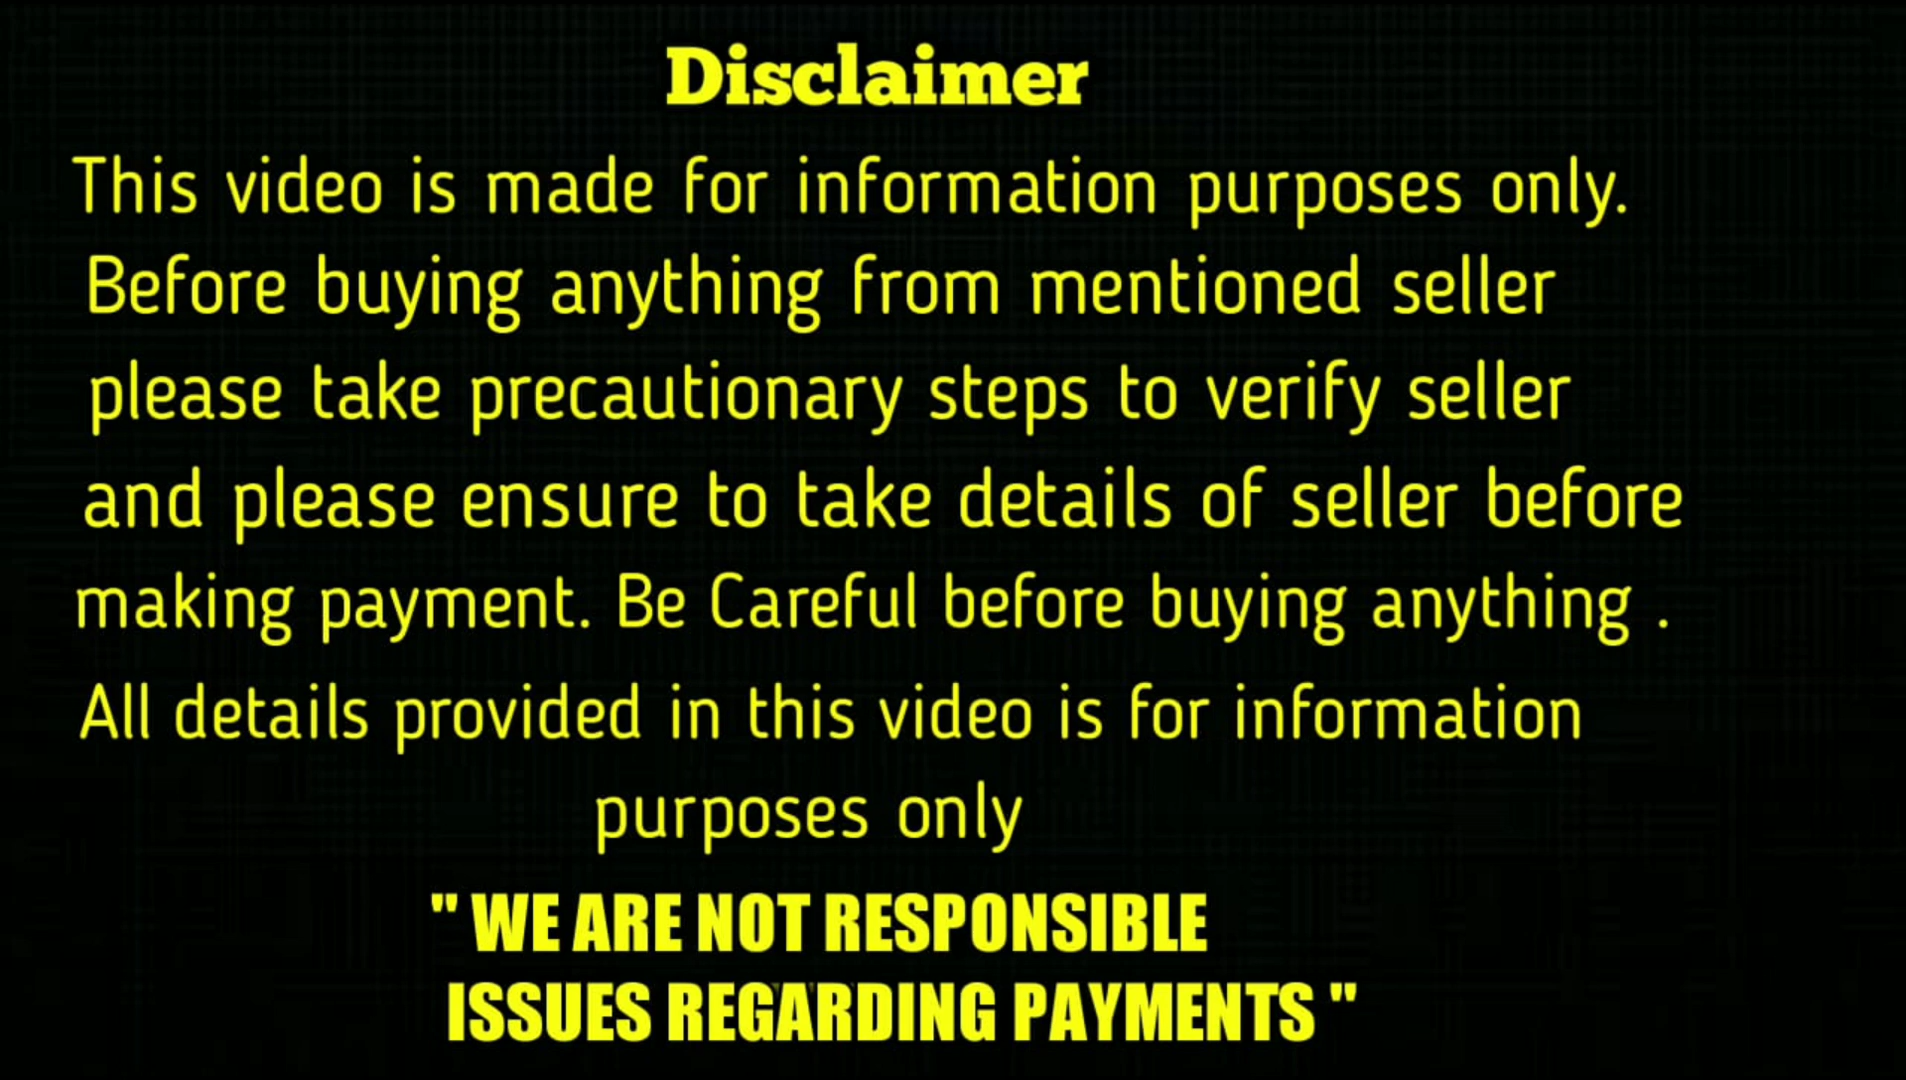 Disclaimer
This video is made for information purposes only.
Before buying anything from mentioned seller
please take precautionary steps to verify seller
and please ensure to take details of seller before
making payment. Be Careful before buying anything .
All details provided in this video is for information
purposes only
" WE ARE NOT RESPONSIBLE
ISSUES REGARDING PAYMENTS "